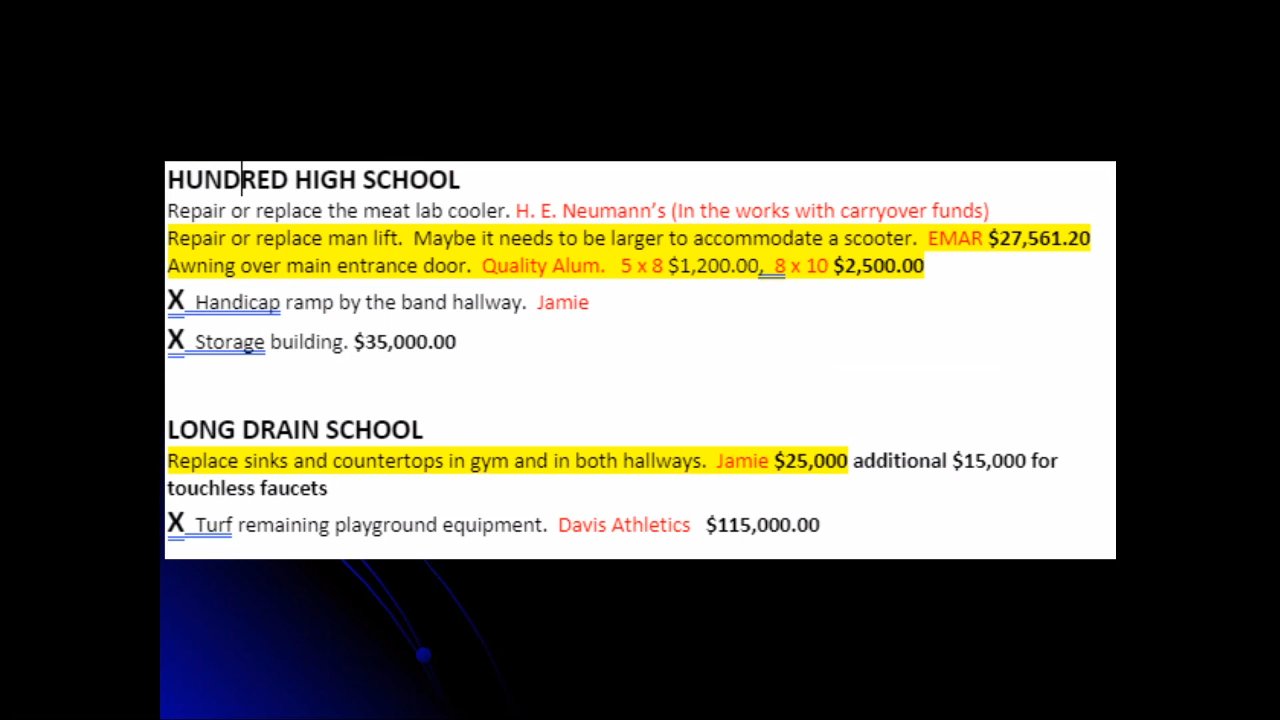 HUNDRED HIGH SCHOOL
Repair or replace the meat lab cooler. H. E. Neumann's (In the works with carryover funds)
Repair or replace man lift.  Maybe it needs to be larger to accommodate a scooter.  EMAR $27,561.20
Awning over main entrance door.  Quality Alum.   5 x 8 $1,200.00,  8 x 10 $2,500.00
X  Handicap ramp by the band hallway.  Jamie
X  Storage building. $35,000.00
LONG DRAIN SCHOOL
Replace sinks and countertops in gym and in both hallways.  Jamie $25,000 additional $15,000 for
touchless faucets
X  Turf remaining playground equipment.  Davis Athletics   $115,000.00